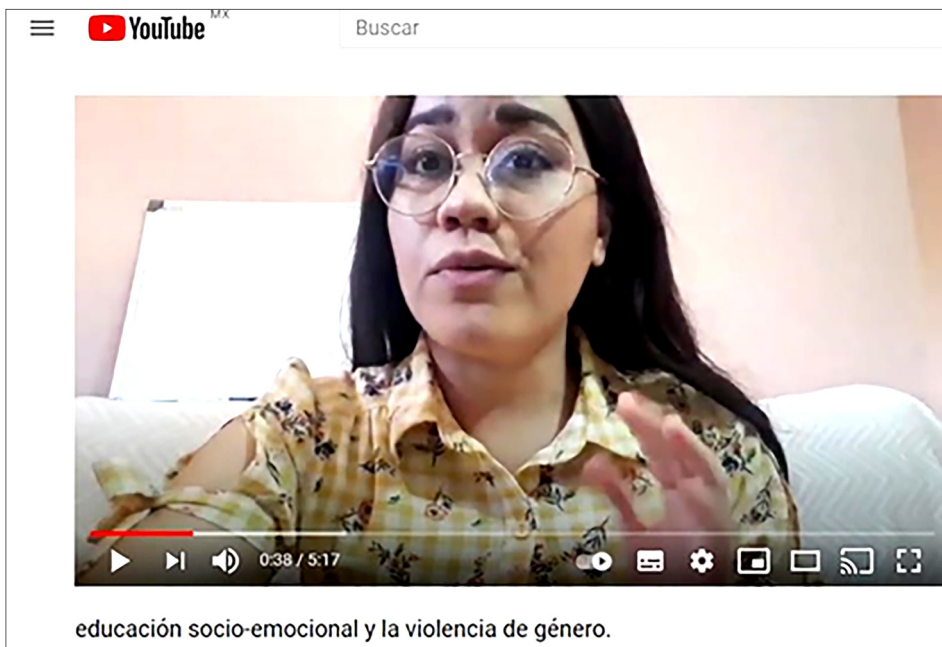 YouTube MX
Buscar
0:38 / 5:17
educación socio-emocional y la violencia de género.